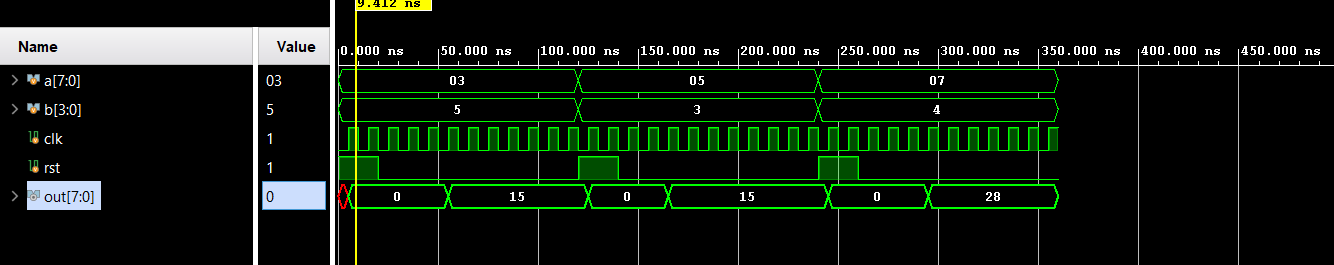 9.412 ns
Name Value
0.000 ns 50.000 ns 100.000 ns 150.000 ns 200.000 ns 250.000 ns 300.000 ns 350.000 ns 400.000 ns 450.000 ns
a[7:0] 03 03 05 07
b[3:0] 5 5 3 4
clk 1
rst 1
out[7:0] 0 0 15 0 15 0 28